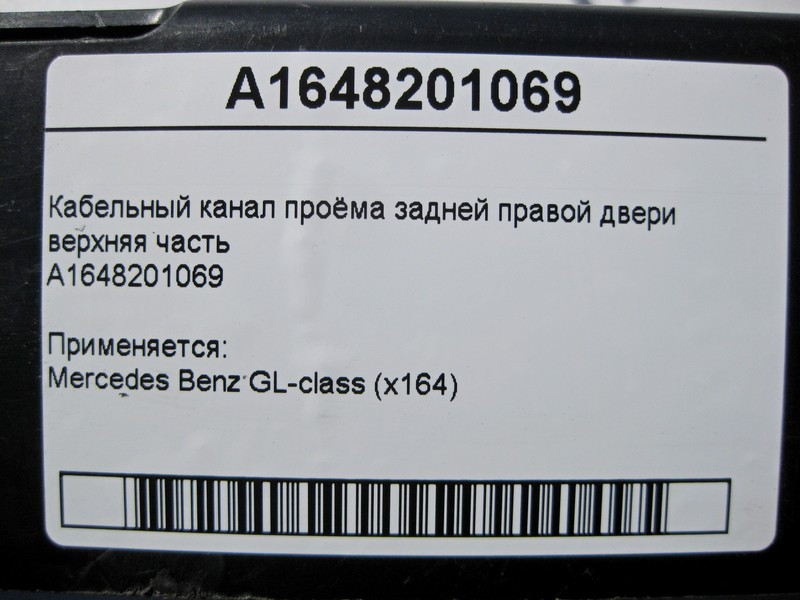 A1648201069
Кабельный канал проёма задней правой двери
верхняя часть
A1648201069
Применяется:
Mercedes Benz GL-class (x164)